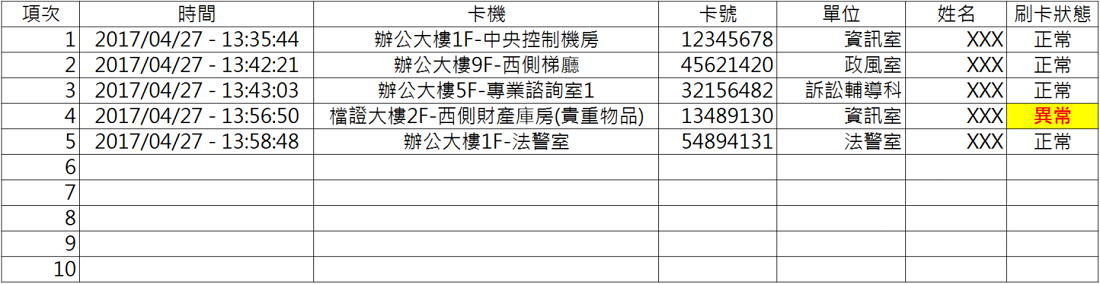 項次 時間 卡機 卡號 單位 姓名 刷卡狀態
1 2017/04/27 - 13:35:44 辦公大樓1F-中央控制機房 12345678 資訊室 XXX 正常
2 2017/04/27 - 13:42:21 辦公大樓9F-西側梯廳 45621420 政風室 XXX 正常
3 2017/04/27 - 13:43:03 辦公大樓5F-專業諮詢室1 32156482 訴訟輔導科 XXX 正常
4 2017/04/27 - 13:56:50 檔證大樓2F-西側財產庫房(貴重物品) 13489130 資訊室 XXX 異常
5 2017/04/27 - 13:58:48 辦公大樓1F-法警室 54894131 法警室 XXX 正常
6
7
8
9
10